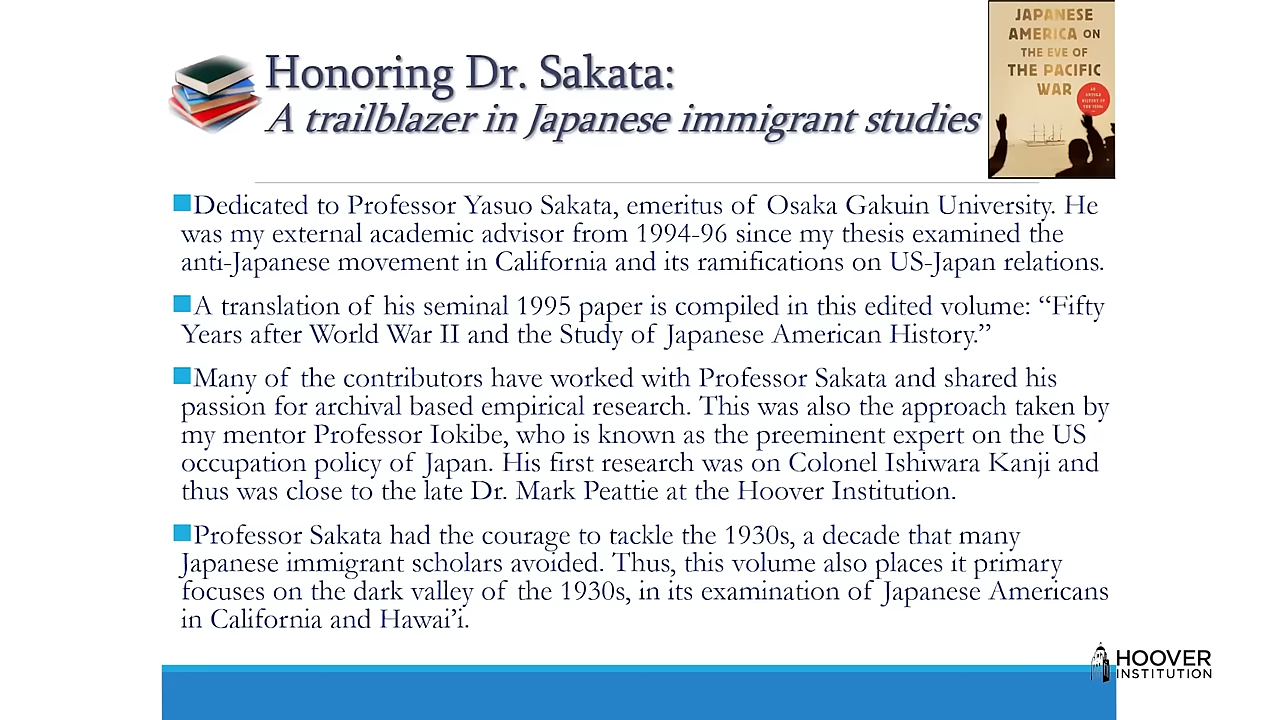 JAPANESE
AMERICA ON
THE EVE OF
THE PACIFIC
WAR
AN
UNTOLD
HISTORY OF
THE 1930s
Honoring Dr. Sakata:
A trailblazer in Japanese immigrant studies
Dedicated to Professor Yasuo Sakata, emeritus of Osaka Gakuin University. He
was my external academic advisor from 1994-96 since my thesis examined the
anti-Japanese movement in California and its ramifications on US-Japan relations.
A translation of his seminal 1995 paper is compiled in this edited volume: “Fifty
Years after World War II and the Study of Japanese American History.”
Many of the contributors have worked with Professor Sakata and shared his
passion for archival based empirical research. This was also the approach taken by
my mentor Professor Iokibe, who is known as the preeminent expert on the US
occupation policy of Japan. His first research was on Colonel Ishiwara Kanji and
thus was close to the late Dr. Mark Peattie at the Hoover Institution.
Professor Sakata had the courage to tackle the 1930s, a decade that many
Japanese immigrant scholars avoided. Thus, this volume also places it primary
focuses on the dark valley of the 1930s, in its examination of Japanese Americans
in California and Hawai’i.
HOOVER
INSTITUTION